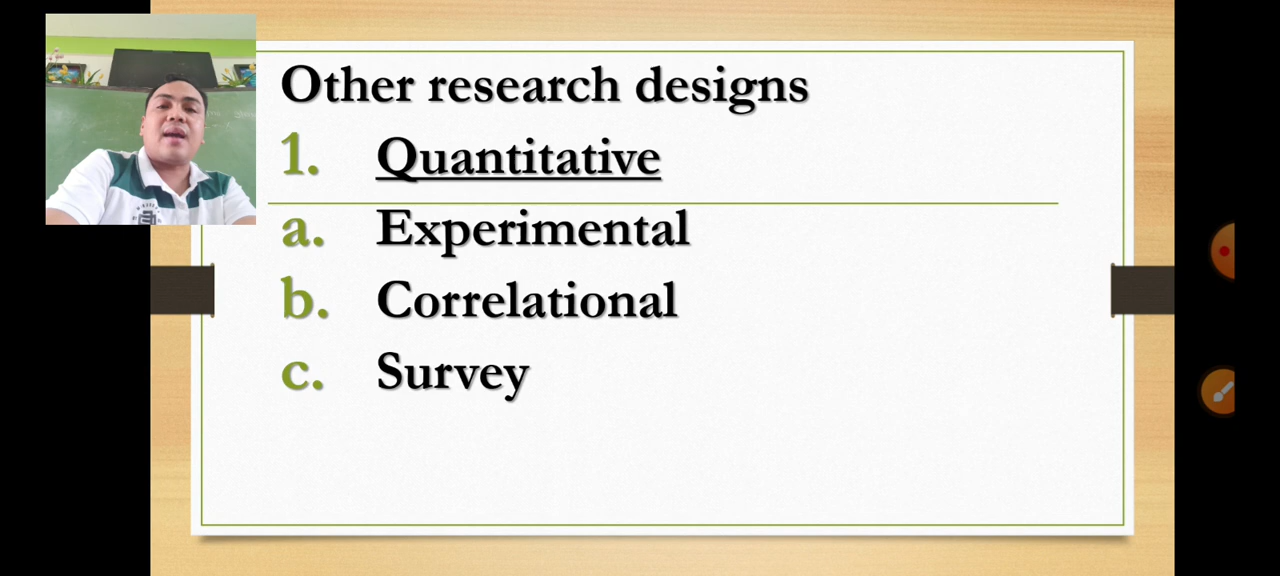 Other research designs
1. Quantitative
a. Experimental
b. Correlational
c. Survey